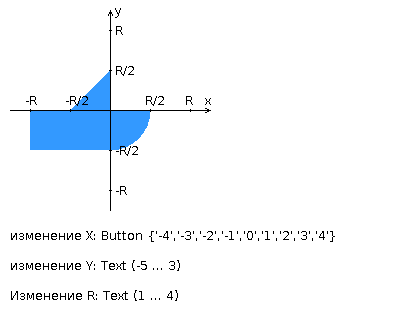 y
R
R/2
-R -R/2 R/2 R x
-R/2
-R
изменение X: Button {'-4','-3','-2','-1','0','1','2','3','4'}
изменение Y: Text (-5 ... 3)
Изменение R: Text (1 ... 4)